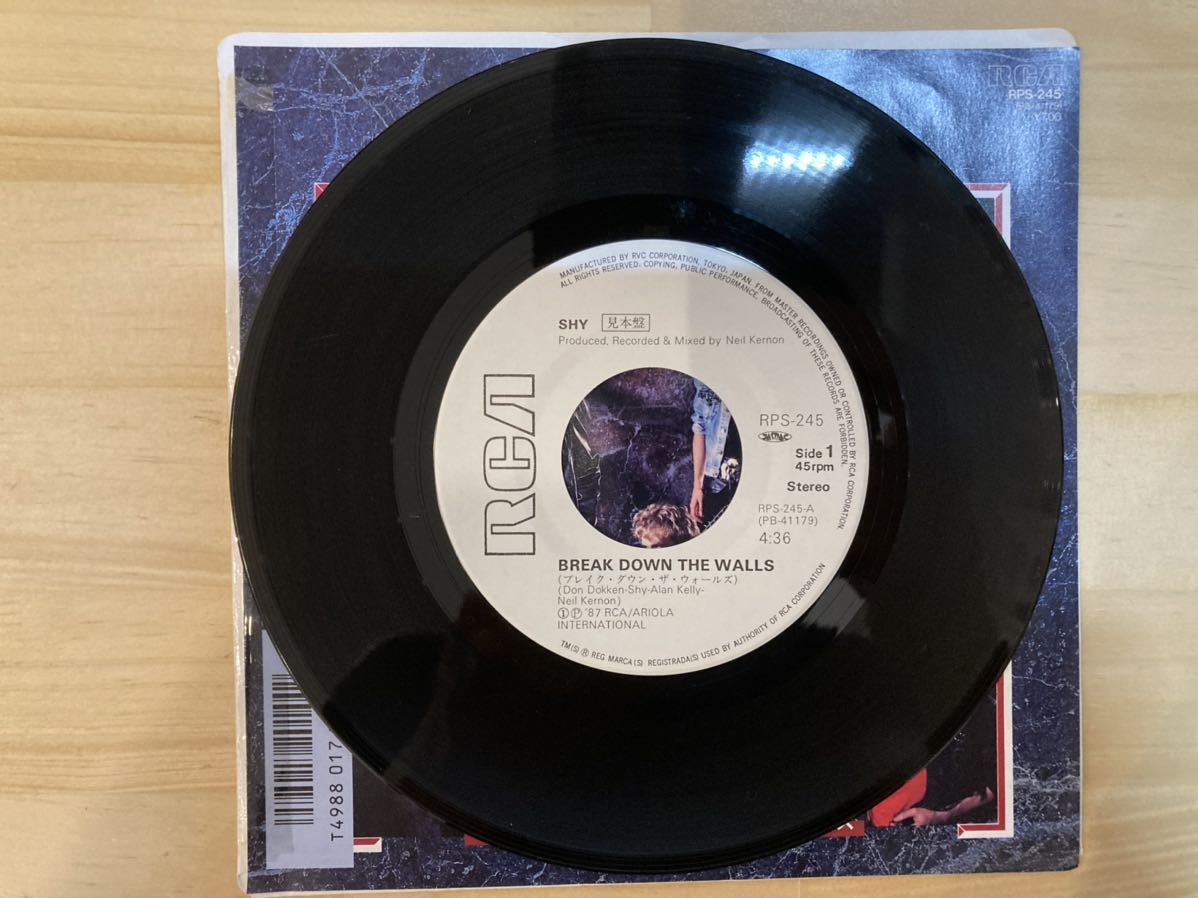 RCA
RPS-245
¥700
MANUFACTURED BY RVC CORPORATION, TOKYO, JAPAN, FROM MASTER RECORDINGS OWNED OR CONTROLLED BY RCA CORPORATION.
ALL RIGHTS RESERVED. COPYING, PUBLIC PERFORMANCE, BROADCASTING OF THESE RECORDS ARE FORBIDDEN.
SHY 見本盤
Produced, Recorded & Mixed by Neil Kernon
RCA
RPS-245
Side 1
45rpm
Stereo
RPS-245-A
(PB-41179)
4:36
BREAK DOWN THE WALLS
(ブレイク・ダウン・ザ・ウォールズ)
(Don Dokken-Shy-Alan Kelly-
Neil Kernon)
① Ⓟ '87 RCA/ARIOLA
INTERNATIONAL
TM(S) ® REG MARCA(S) REGISTRADA(S) USED BY AUTHORITY OF RCA CORPORATION
T4988 017